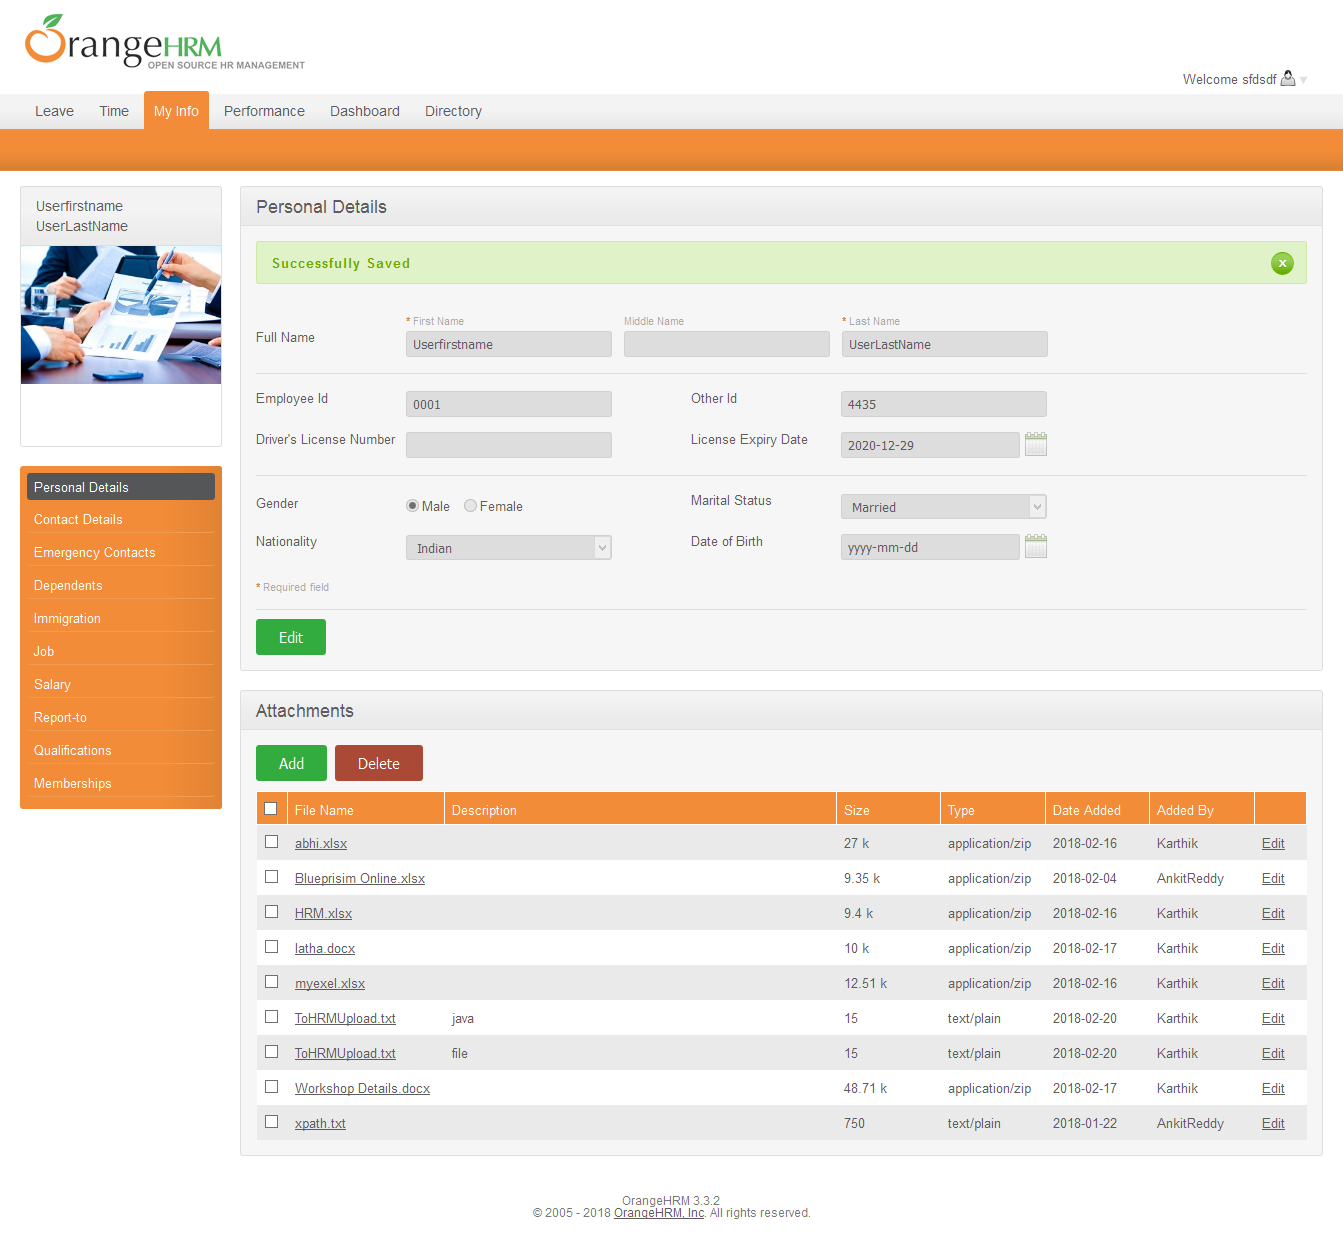 OrangeHRM
OPEN SOURCE HR MANAGEMENT
Welcome sfdsdf
Leave Time My Info Performance Dashboard Directory
Userfirstname
UserLastName
Personal Details
Contact Details
Emergency Contacts
Dependents
Immigration
Job
Salary
Report-to
Qualifications
Memberships
Personal Details
Successfully Saved
x
* First Name Middle Name * Last Name
Full Name Userfirstname UserLastName
Employee Id 0001 Other Id 4435
Driver's License Number License Expiry Date 2020-12-29
Gender Male Female Marital Status Married
Nationality Indian Date of Birth yyyy-mm-dd
* Required field
Edit
Attachments
Add Delete
File Name Description Size Type Date Added Added By
abhi.xlsx 27 k application/zip 2018-02-16 Karthik Edit
Blueprisim Online.xlsx 9.35 k application/zip 2018-02-04 AnkitReddy Edit
HRM.xlsx 9.4 k application/zip 2018-02-16 Karthik Edit
latha.docx 10 k application/zip 2018-02-17 Karthik Edit
myexel.xlsx 12.51 k application/zip 2018-02-16 Karthik Edit
ToHRMUpload.txt java 15 text/plain 2018-02-20 Karthik Edit
ToHRMUpload.txt file 15 text/plain 2018-02-20 Karthik Edit
Workshop Details.docx 48.71 k application/zip 2018-02-17 Karthik Edit
xpath.txt 750 text/plain 2018-01-22 AnkitReddy Edit
OrangeHRM 3.3.2
© 2005 - 2018 OrangeHRM, Inc. All rights reserved.